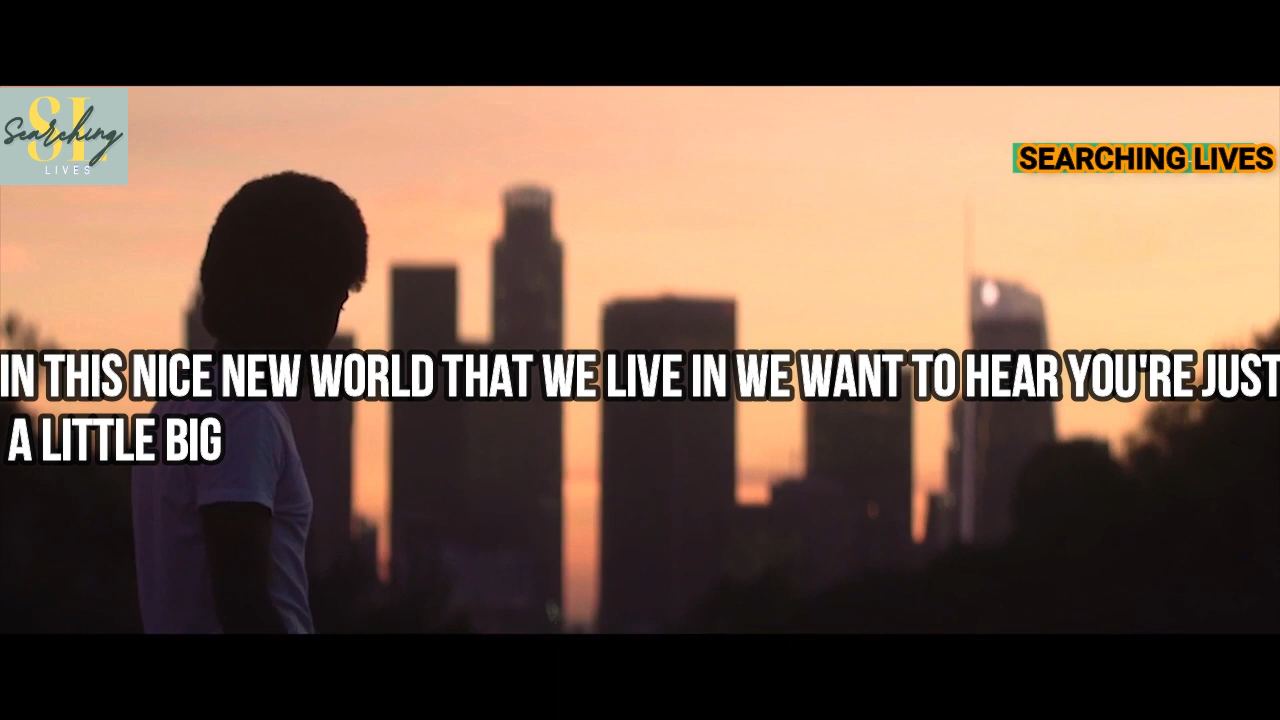 SL
Searching
LIVES
SEARCHING LIVES
IN THIS NICE NEW WORLD THAT WE LIVE IN WE WANT TO HEAR YOU'RE JUST
A LITTLE BIG